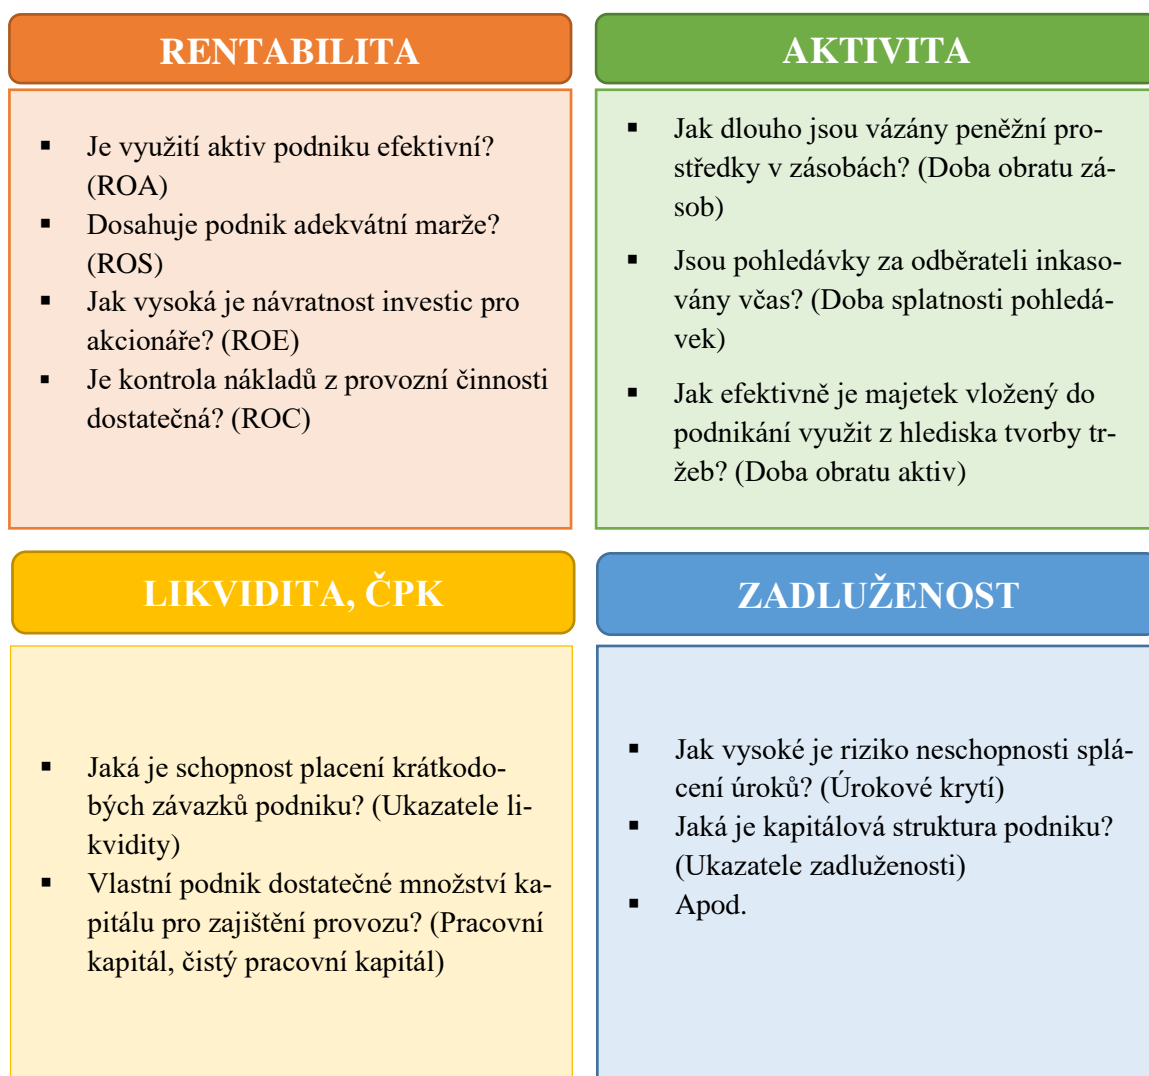 RENTABILITA
▪ Je využití aktiv podniku efektivní?
(ROA)
▪ Dosahuje podnik adekvátní marže?
(ROS)
▪ Jak vysoká je návratnost investic pro
akcionáře? (ROE)
▪ Je kontrola nákladů z provozní činnosti
dostatečná? (ROC)
AKTIVITA
▪ Jak dlouho jsou vázány peněžní pro-
středky v zásobách? (Doba obratu zá-
sob)
▪ Jsou pohledávky za odběrateli inkaso-
vány včas? (Doba splatnosti pohledá-
vek)
▪ Jak efektivně je majetek vložený do
podnikání využit z hlediska tvorby tr-
žeb? (Doba obratu aktiv)
LIKVIDITA, ČPK
▪ Jaká je schopnost placení krátkodo-
bých závazků podniku? (Ukazatele li-
kvidity)
▪ Vlastní podnik dostatečné množství ka-
pitálu pro zajištění provozu? (Pracovní
kapitál, čistý pracovní kapitál)
ZADLUŽENOST
▪ Jak vysoké je riziko neschopnosti splá-
cení úroků? (Úrokové krytí)
▪ Jaká je kapitálová struktura podniku?
(Ukazatele zadluženosti)
▪ Apod.